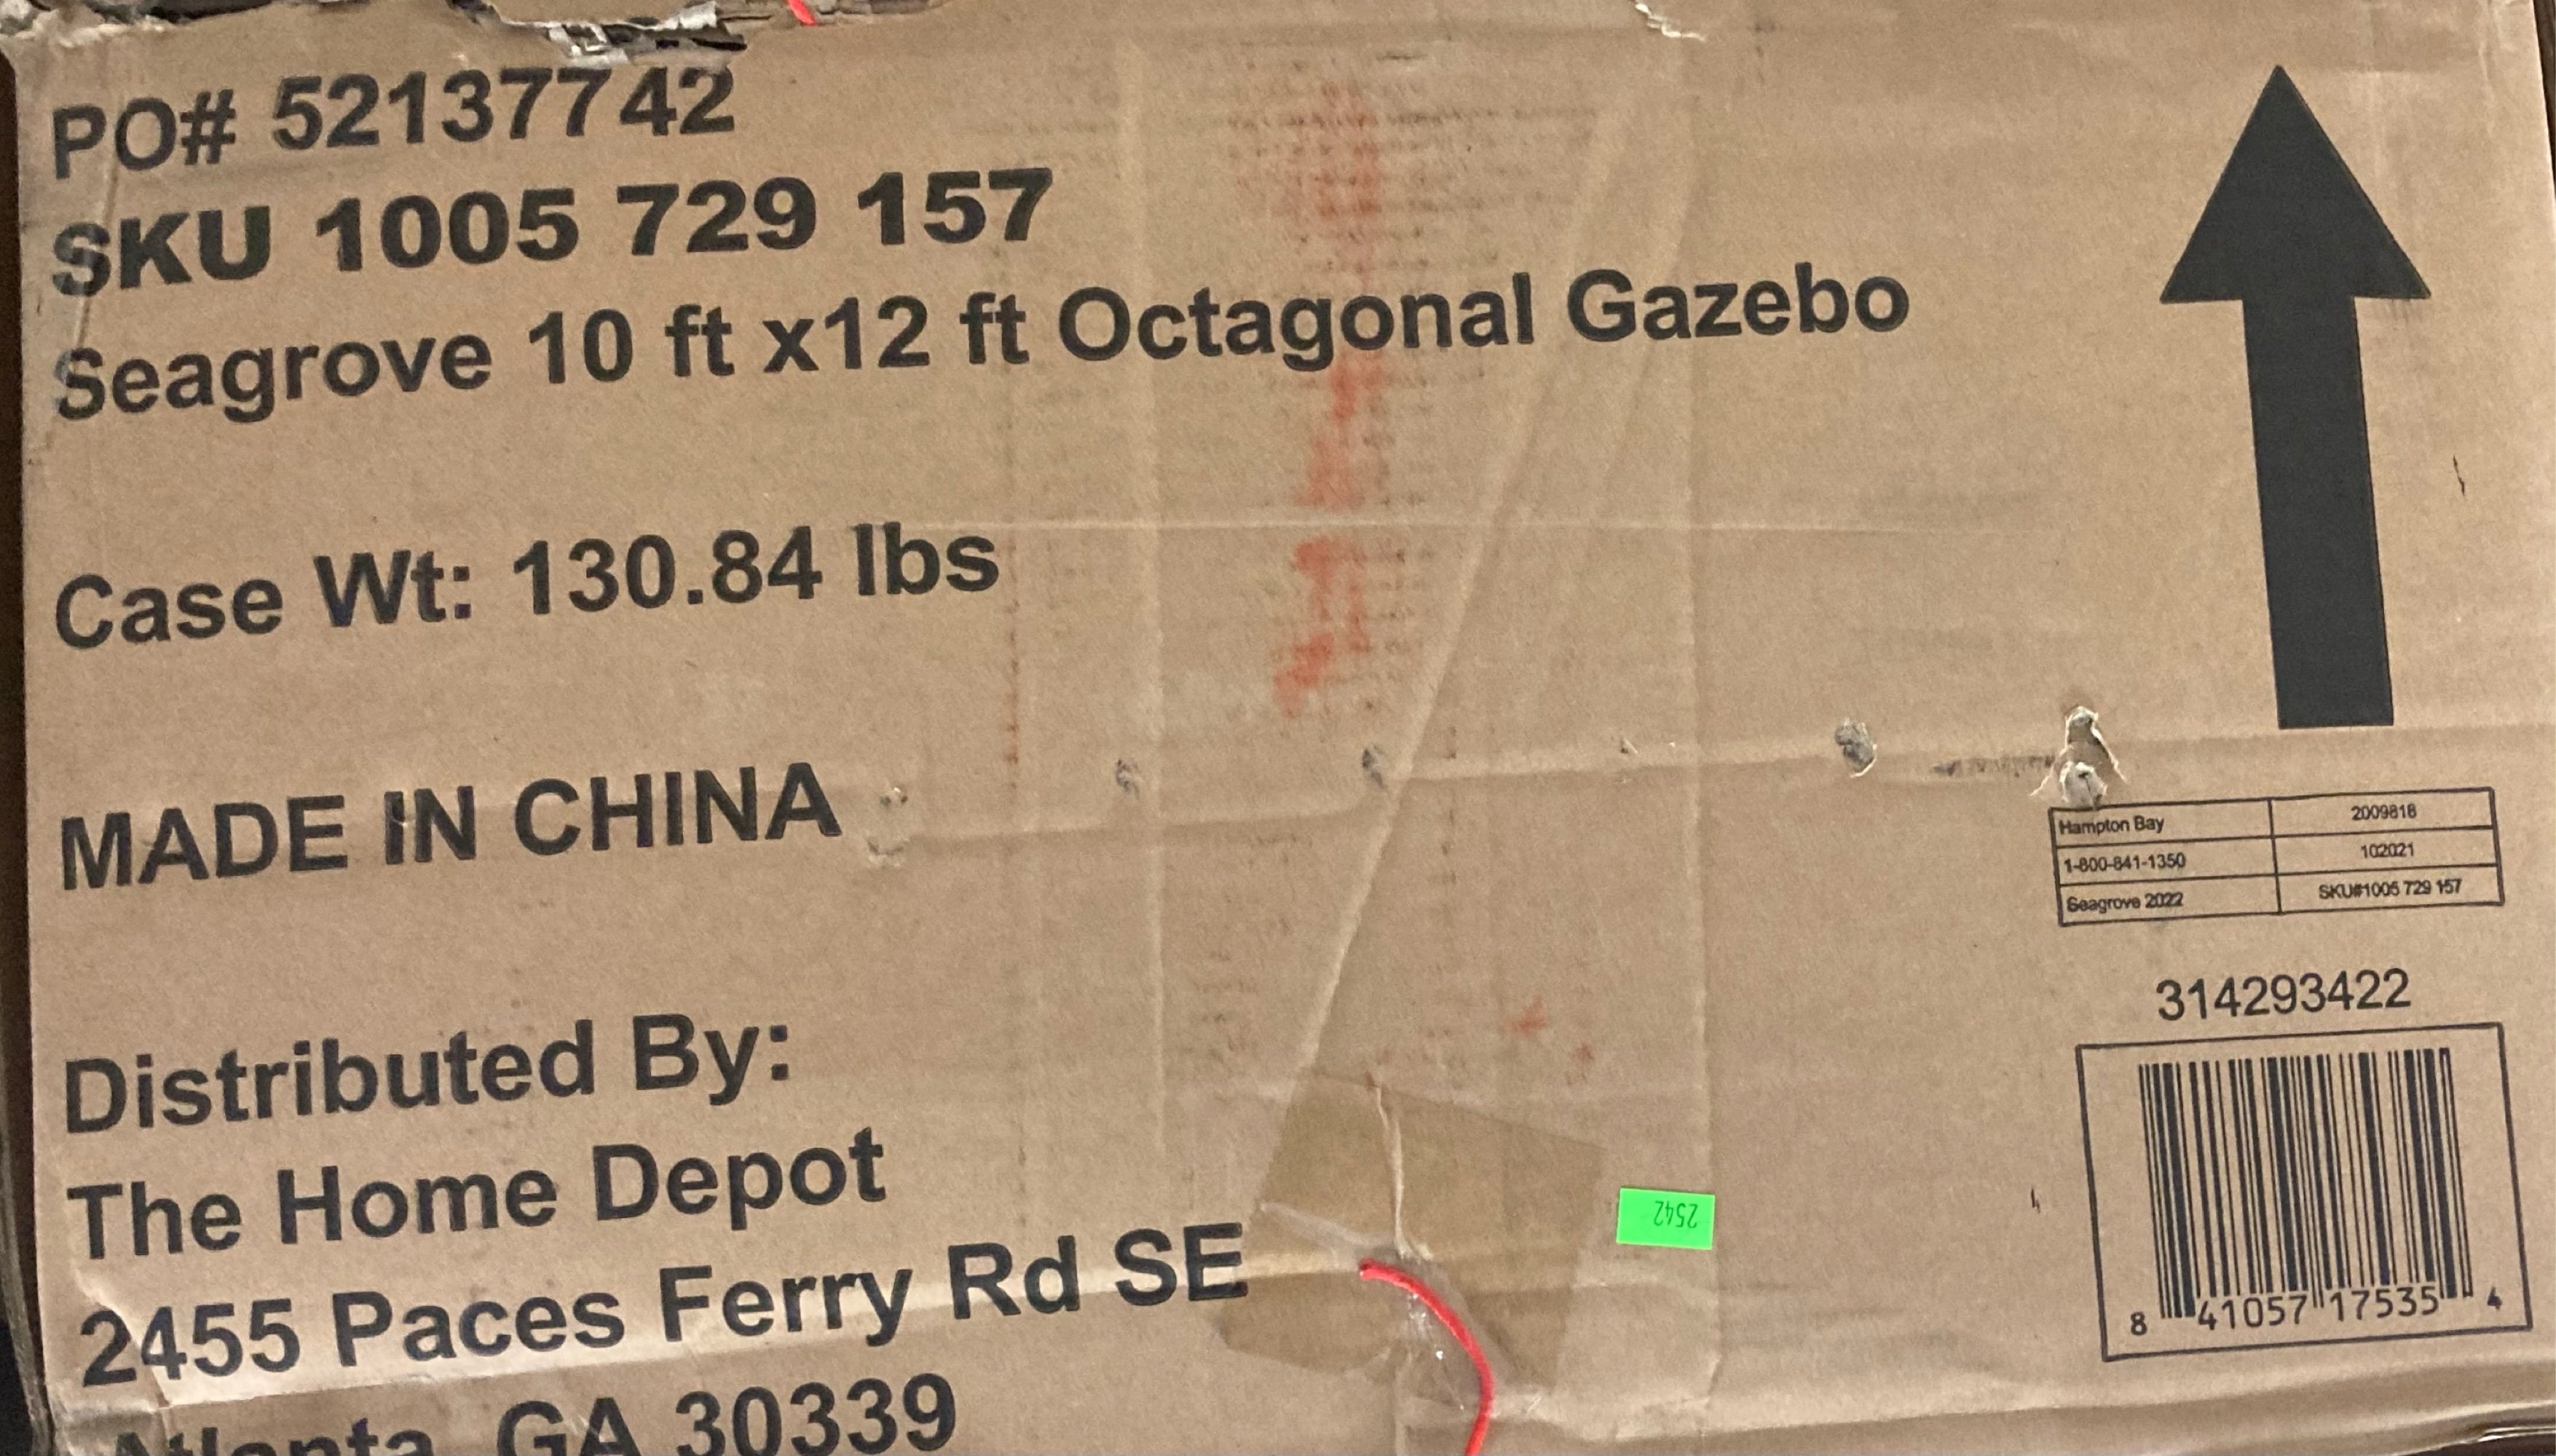 PO# 52137742
SKU 1005 729 157
Seagrove 10 ft x12 ft Octagonal Gazebo
Case Wt: 130.84 lbs
MADE IN CHINA
Distributed By:
The Home Depot
2455 Paces Ferry Rd SE
Atlanta, GA 30339
Hampton Bay 2009818
1-800-841-1350 102021
Seagrove 2022 SKU#1005 729 157
314293422
8 41057 17535 4
2542